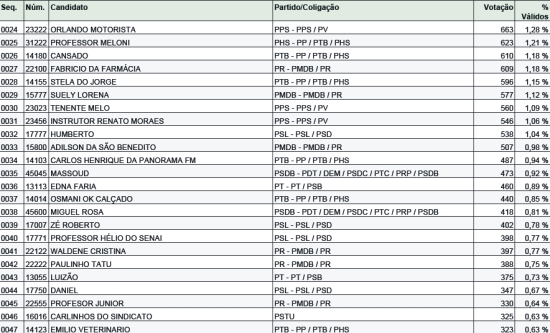 Seq. Núm. Candidato Partido/Coligação Votação % Válidos
0024 23222 ORLANDO MOTORISTA PPS - PPS / PV 663 1,28 %
0025 31222 PROFESSOR MELONI PHS - PP / PTB / PHS 623 1,21 %
0026 14180 CANSADO PTB - PP / PTB / PHS 610 1,18 %
0027 22100 FABRICIO DA FARMÁCIA PR - PMDB / PR 609 1,18 %
0028 14155 STELA DO JORGE PTB - PP / PTB / PHS 596 1,15 %
0029 15777 SUELY LORENA PMDB - PMDB / PR 577 1,12 %
0030 23023 TENENTE MELO PPS - PPS / PV 560 1,09 %
0031 23456 INSTRUTOR RENATO MORAES PPS - PPS / PV 546 1,06 %
0032 17777 HUMBERTO PSL - PSL / PSD 538 1,04 %
0033 15800 ADILSON DA SÃO BENEDITO PMDB - PMDB / PR 507 0,98 %
0034 14103 CARLOS HENRIQUE DA PANORAMA FM PTB - PP / PTB / PHS 487 0,94 %
0035 45045 MASSOUD PSDB - PDT / DEM / PSDC / PTC / PRP / PSDB 473 0,92 %
0036 13113 EDNA FARIA PT - PT / PSB 460 0,89 %
0037 14014 OSMANI OK CALÇADO PTB - PP / PTB / PHS 440 0,85 %
0038 45600 MIGUEL ROSA PSDB - PDT / DEM / PSDC / PTC / PRP / PSDB 418 0,81 %
0039 17007 ZÉ ROBERTO PSL - PSL / PSD 402 0,78 %
0040 17771 PROFESSOR HÉLIO DO SENAI PSL - PSL / PSD 398 0,77 %
0041 22122 WALDENE CRISTINA PR - PMDB / PR 397 0,77 %
0042 22222 PAULINHO TATU PR - PMDB / PR 388 0,75 %
0043 13055 LUIZÃO PT - PT / PSB 375 0,73 %
0044 17750 DANIEL PSL - PSL / PSD 347 0,67 %
0045 22555 PROFESOR JUNIOR PR - PMDB / PR 330 0,64 %
0046 16016 CARLINHOS DO SINDICATO PSTU 325 0,63 %
0047 14123 EMILIO VETERINARIO PTB - PP / PTB / PHS 323 0,63 %